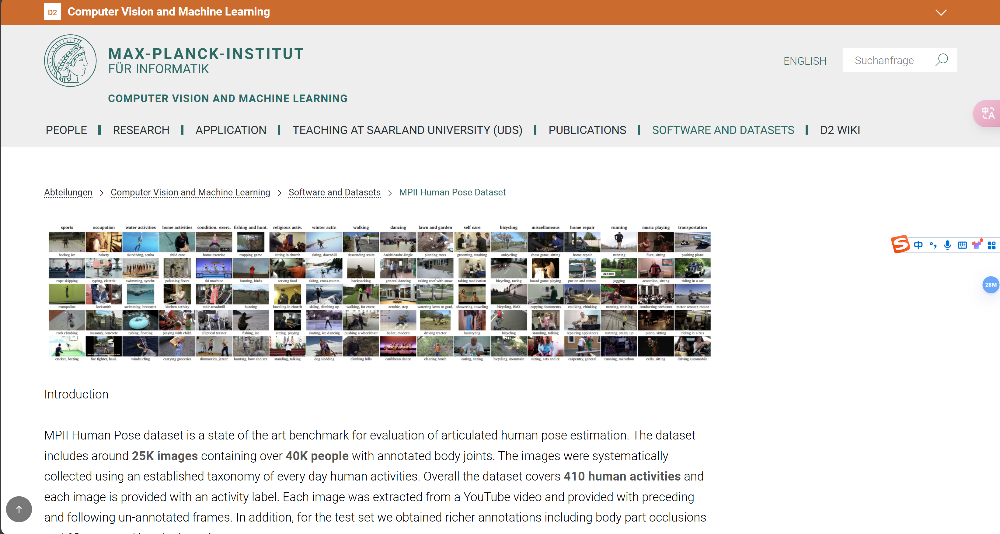 D2 Computer Vision and Machine Learning
MAX-PLANCK-INSTITUT
FÜR INFORMATIK
COMPUTER VISION AND MACHINE LEARNING
ENGLISH
Suchanfrage
中A
PEOPLE RESEARCH APPLICATION TEACHING AT SAARLAND UNIVERSITY (UDS) PUBLICATIONS SOFTWARE AND DATASETS D2 WIKI
Abteilungen > Computer Vision and Machine Learning > Software and Datasets > MPII Human Pose Dataset
sports occupation water activities home activities condition. exerc. fishing and hunt. religious activ. winter activ. walking dancing lawn and garden self care bicycling miscellaneous home repair running music playing transportation
hockey, ice bakery skindiving, scuba child care home exercise trapping game sitting in church skiing, downhill descending stairs Anishinaabe Jingle planting trees grooming, washing unicycling chess game, sitting home repair running flute, sitting pushing plane
rope skipping typing, electric swimming, synchr. polishing floors ski machine hunting, birds serving food skiing, cross-countr. backpacking general dancing raking roof with snow taking medication bicycling, racing board game playing put on and remov. jogging accordion, sitting riding in a car
trampoline locksmith swimming, breaststr. kitchen activity stair-treadmill hunting kneeling in church skiing, climbing up walking, for exerc. aerobic, step watering lawn or gard. showering, toweling bicycling, BMX copying documents caulking, chinking running, training conducting orchestra motor scooter, motor
rock climbing masonry, concrete tubing, floating playing with child. elliptical trainer fishing, ice sitting, playing skating, ice dancing pushing a wheelchair ballet, modern driving tractor hairstyling bicycling standing, talking repairing appliances running, stairs, up piano, sitting riding in a bus
cricket, batting fire fighter, haul. windsurfing carrying groceries slimnastics, jazzer. hunting, bow and arr. standing, talking dog sledding climbing hills caribbean dance clearing brush eating, sitting bicycling, mountain sitting, arts and cr. carpentry, general running, marathon cello, sitting driving automobile
S 中
28M
Introduction
MPII Human Pose dataset is a state of the art benchmark for evaluation of articulated human pose estimation. The dataset
includes around 25K images containing over 40K people with annotated body joints. The images were systematically
collected using an established taxonomy of every day human activities. Overall the dataset covers 410 human activities and
each image is provided with an activity label. Each image was extracted from a YouTube video and provided with preceding
and following un-annotated frames. In addition, for the test set we obtained richer annotations including body part occlusions